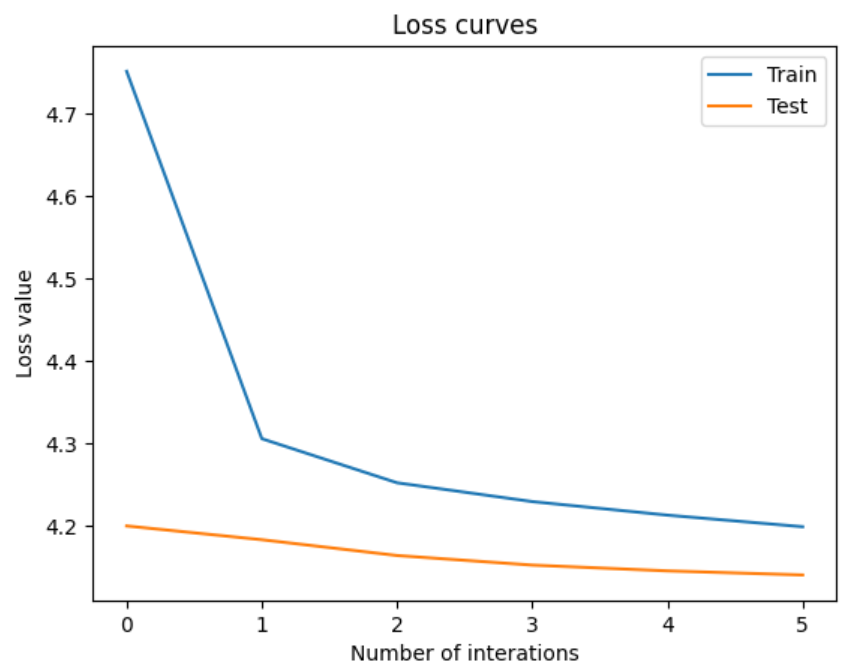 Loss curves
Train
Test
4.7
4.6
4.5
4.4
4.3
4.2
Loss value
0 1 2 3 4 5
Number of interations